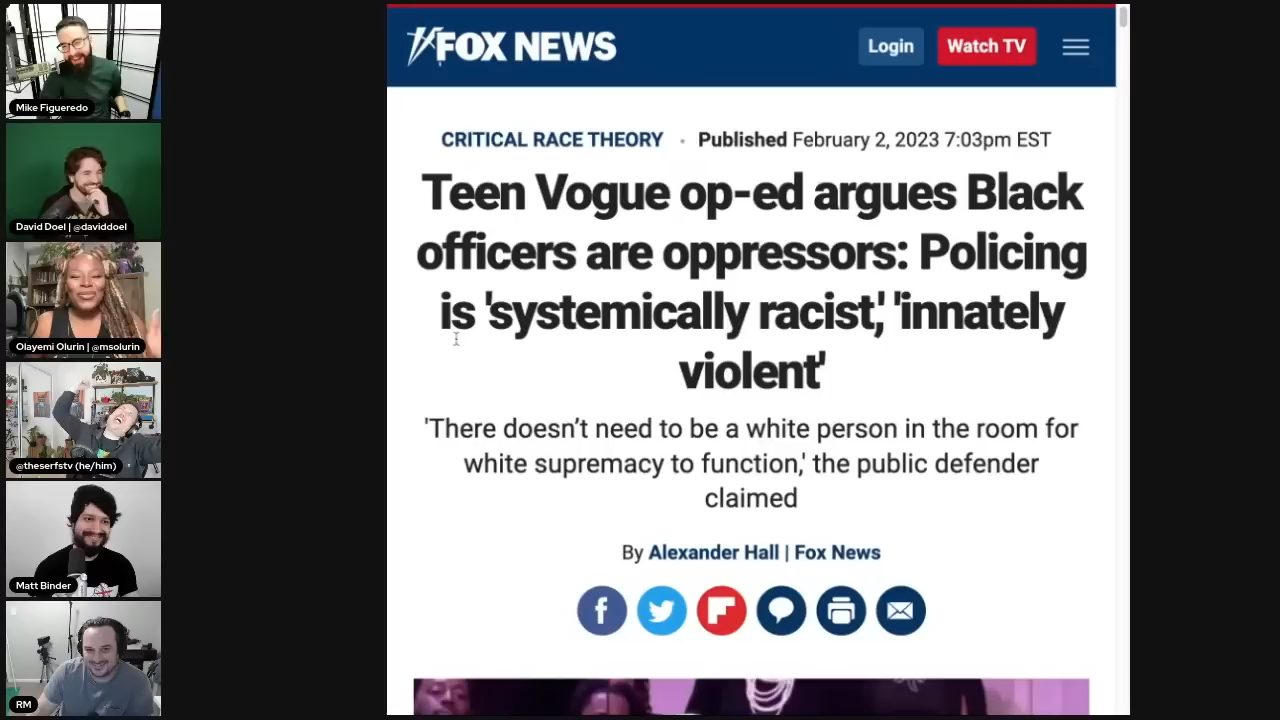 Mike Figueredo
David Doel | @daviddoel
Olayemi Olurin | @msolurin
@theserfstv (he/him)
Matt Binder
RM
FOX NEWS
Login
Watch TV
CRITICAL RACE THEORY · Published February 2, 2023 7:03pm EST
Teen Vogue op-ed argues Black
officers are oppressors: Policing
is 'systemically racist,' 'innately
violent'
'There doesn’t need to be a white person in the room for
white supremacy to function,' the public defender
claimed
By Alexander Hall | Fox News